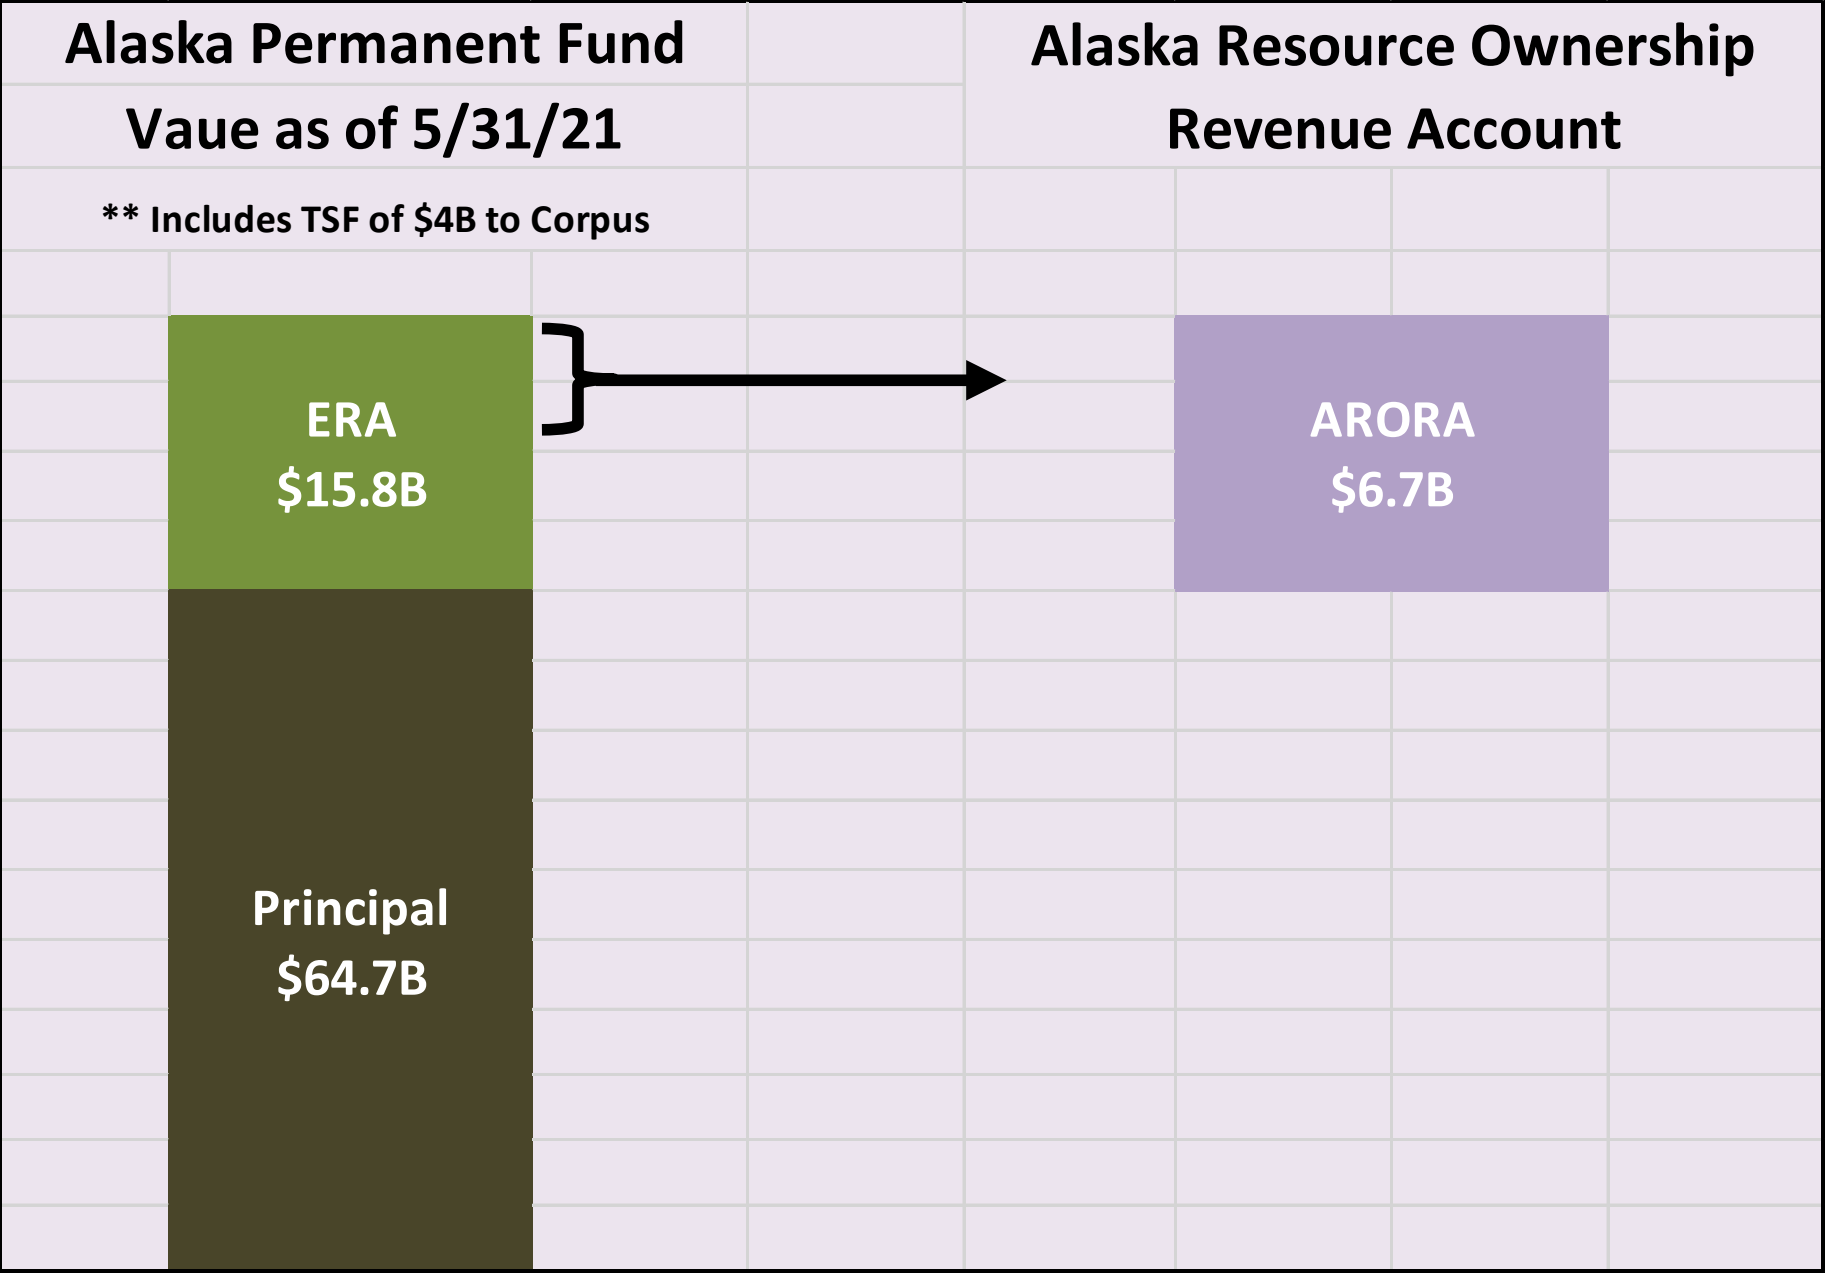 Alaska Permanent Fund
Vaue as of 5/31/21
** Includes TSF of $4B to Corpus
Alaska Resource Ownership
Revenue Account
ERA
$15.8B
ARORA
$6.7B
Principal
$64.7B